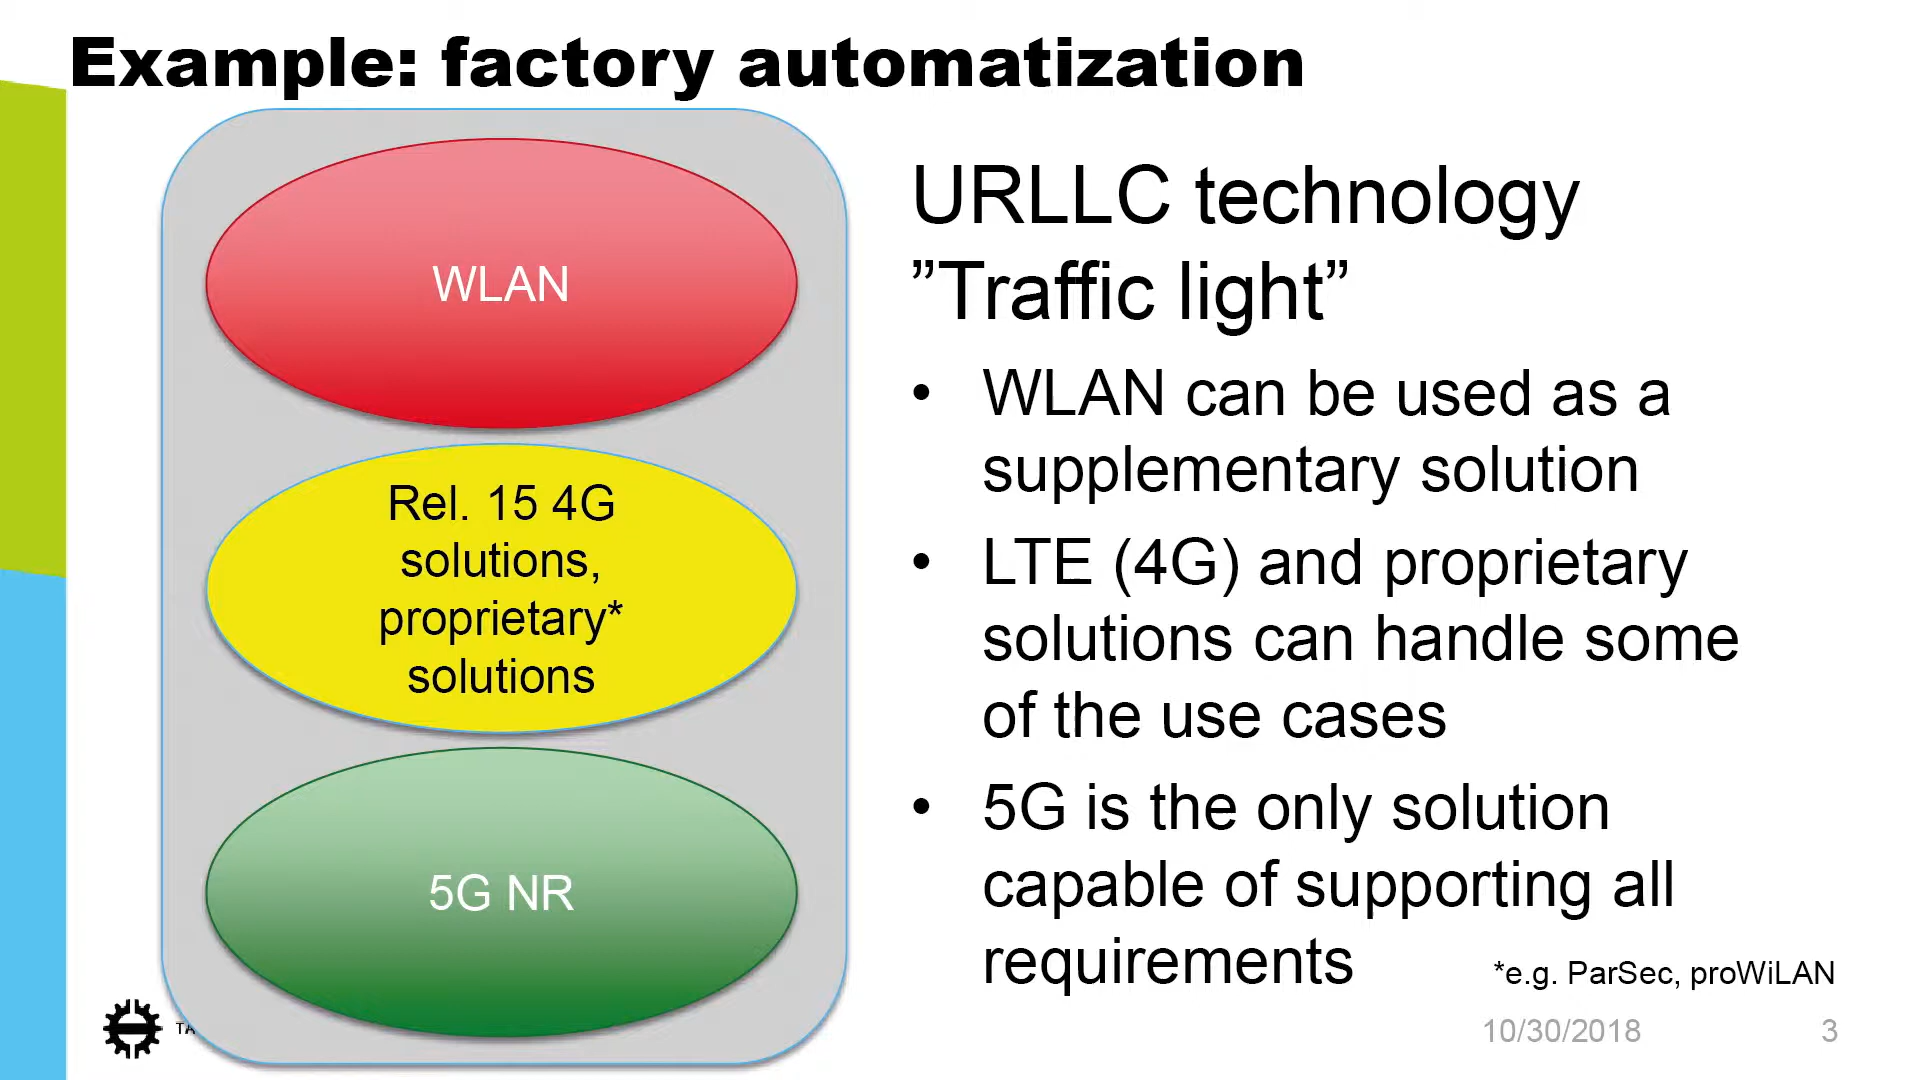 Example: factory automatization
WLAN
Rel. 15 4G
solutions,
proprietary*
solutions
5G NR
URLLC technology
”Traffic light”
• WLAN can be used as a
supplementary solution
• LTE (4G) and proprietary
solutions can handle some
of the use cases
• 5G is the only solution
capable of supporting all
requirements
*e.g. ParSec, proWiLAN
TA
10/30/2018
3